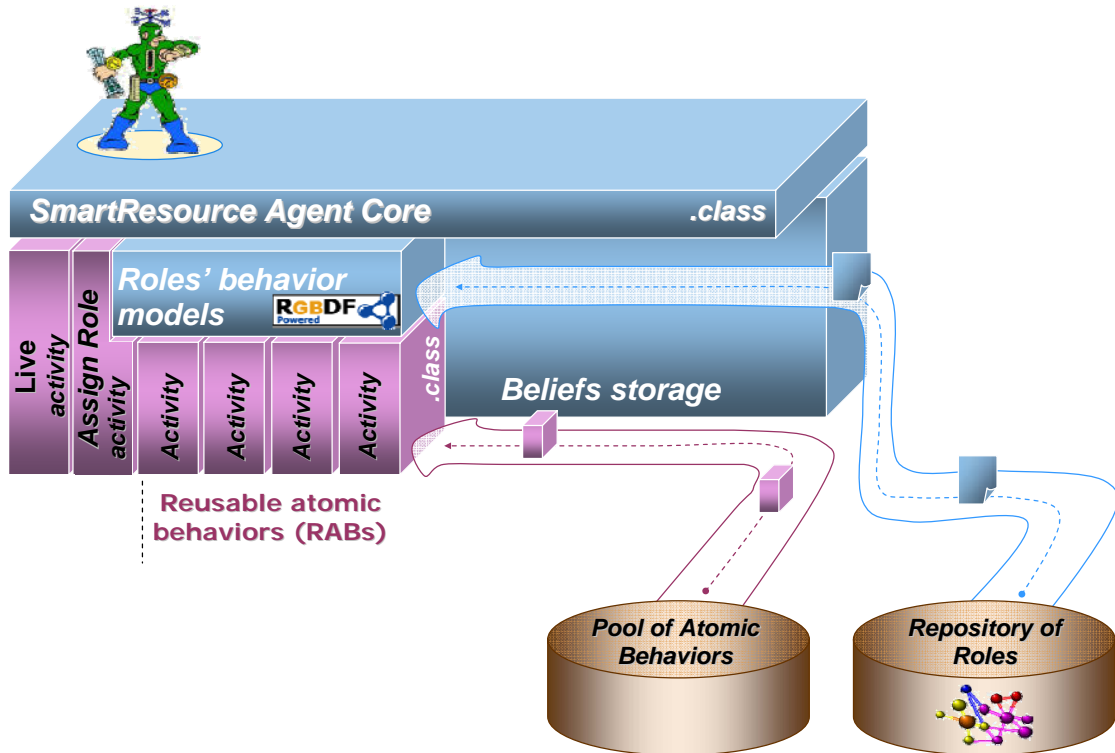 SmartResource Agent Core
.class
Roles' behavior
models
RGBDF
Powered
Live
activity
Assign Role
activity
Activity
Activity
Activity
Activity
.class
Beliefs storage
Reusable atomic
behaviors (RABs)
Pool of Atomic
Behaviors
Repository of
Roles